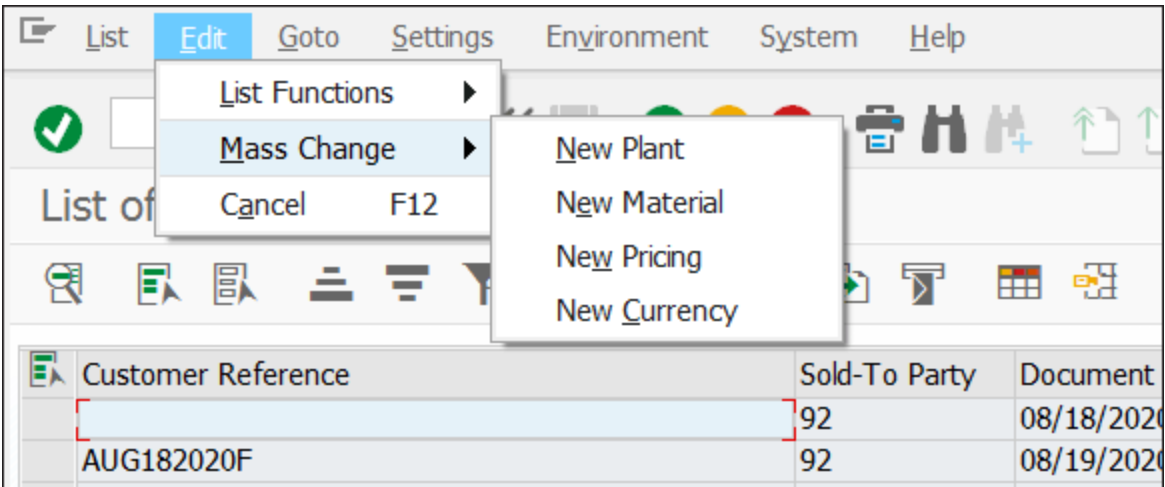 List Edit Goto Settings Environment System Help
List Functions
Mass Change
Cancel F12
New Plant
New Material
New Pricing
New Currency
List of
Customer Reference Sold-To Party Document
92 08/18/2020
AUG182020F 92 08/19/2020